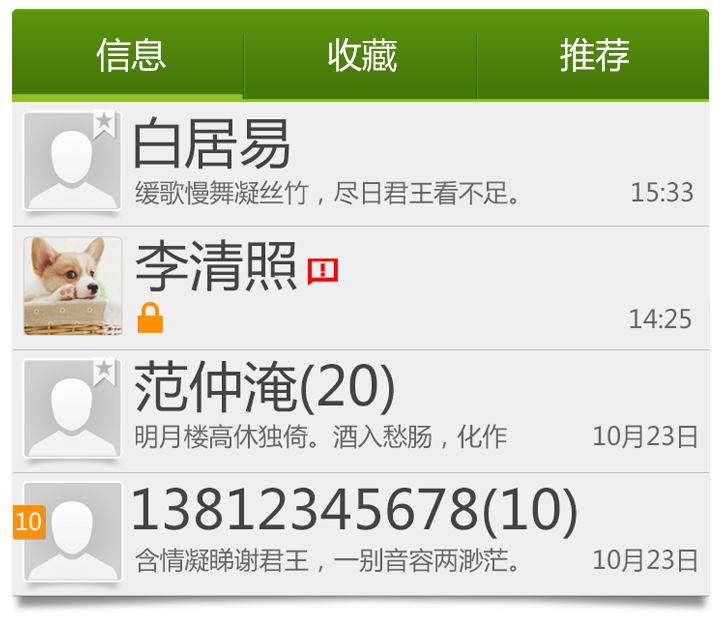 信息 收藏 推荐
白居易
缓歌慢舞凝丝竹，尽日君王看不足。 15:33
李清照
14:25
范仲淹(20)
明月楼高休独倚。酒入愁肠，化作 10月23日
13812345678(10)
10
含情凝睇谢君王，一别音容两渺茫。 10月23日